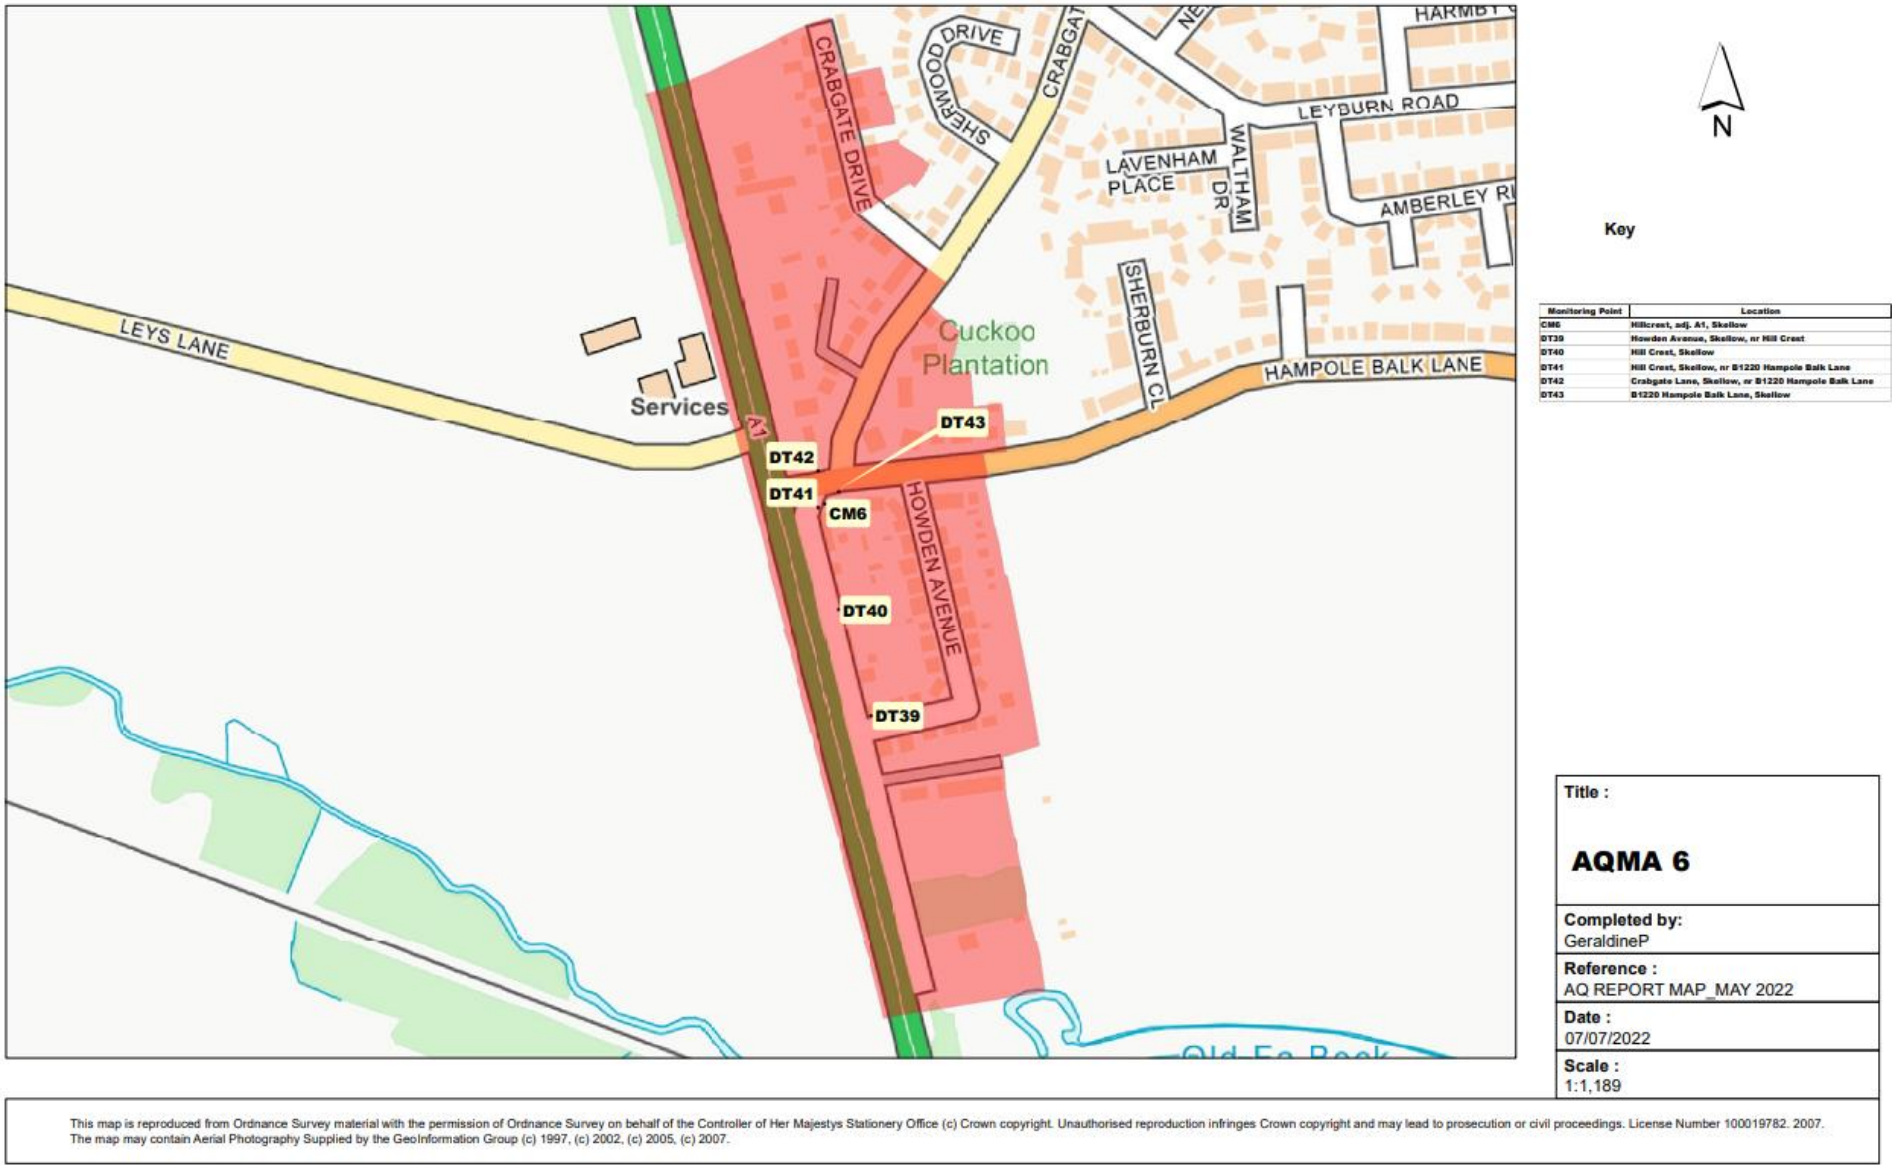 CRABGATE DRIVE
SHERWOOD DRIVE
CRABGAT
NE
HARMBY
LEYBURN ROAD
LAVENHAM
PLACE
WALTHAM
DR
AMBERLEY RI
SHERBURN CL
LEYS LANE
Services
A1
Cuckoo
Plantation
HAMPOLE BALK LANE
DT43
DT42
DT41
CM6
HOWDEN AVENUE
DT40
DT39
Old Ea Beck
N
Key
Monitoring Point Location
CM6 Hillcrest, adj. A1, Skellow
DT39 Howden Avenue, Skellow, nr Hill Crest
DT40 Hill Crest, Skellow
DT41 Hill Crest, Skellow, nr B1220 Hampole Balk Lane
DT42 Crabgate Lane, Skellow, nr B1220 Hampole Balk Lane
DT43 B1220 Hampole Balk Lane, Skellow
Title :
AQMA 6
Completed by:
GeraldineP
Reference :
AQ REPORT MAP_MAY 2022
Date :
07/07/2022
Scale :
1:1,189
This map is reproduced from Ordnance Survey material with the permission of Ordnance Survey on behalf of the Controller of Her Majestys Stationery Office (c) Crown copyright. Unauthorised reproduction infringes Crown copyright and may lead to prosecution or civil proceedings. License Number 100019782. 2007.
The map may contain Aerial Photography Supplied by the GeoInformation Group (c) 1997, (c) 2002, (c) 2005, (c) 2007.